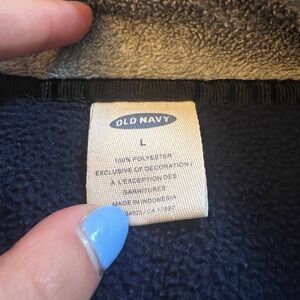 OLD NAVY
L
100% POLYESTER
EXCLUSIVE OF DECORATION /
À L'EXCEPTION DES
GARNITURES
MADE IN INDONESIA